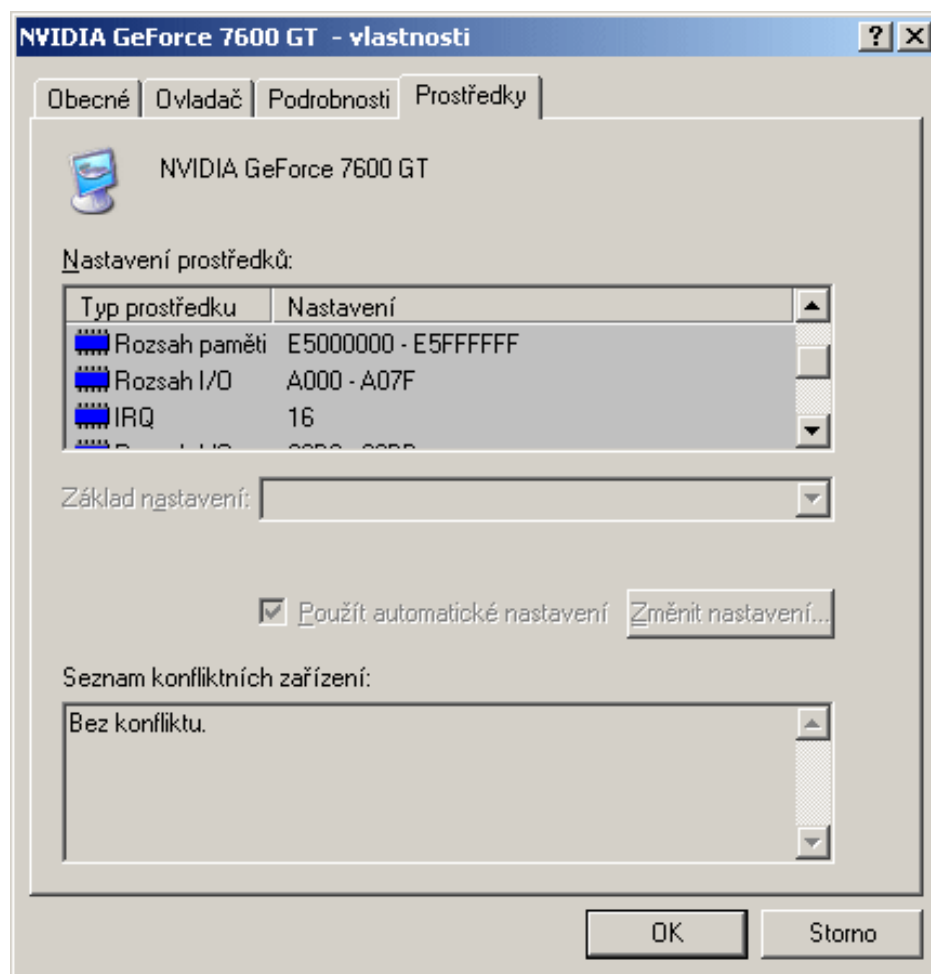 NVIDIA GeForce 7600 GT - vlastnosti
Obecné Ovladač Podrobnosti Prostředky
NVIDIA GeForce 7600 GT
Nastavení prostředků:
Typ prostředku Nastavení
Rozsah paměti E5000000 - E5FFFFFF
Rozsah I/O A000 - A07F
IRQ 16
Základ nastavení:
Použít automatické nastavení Změnit nastavení...
Seznam konfliktních zařízení:
Bez konfliktu.
OK Storno